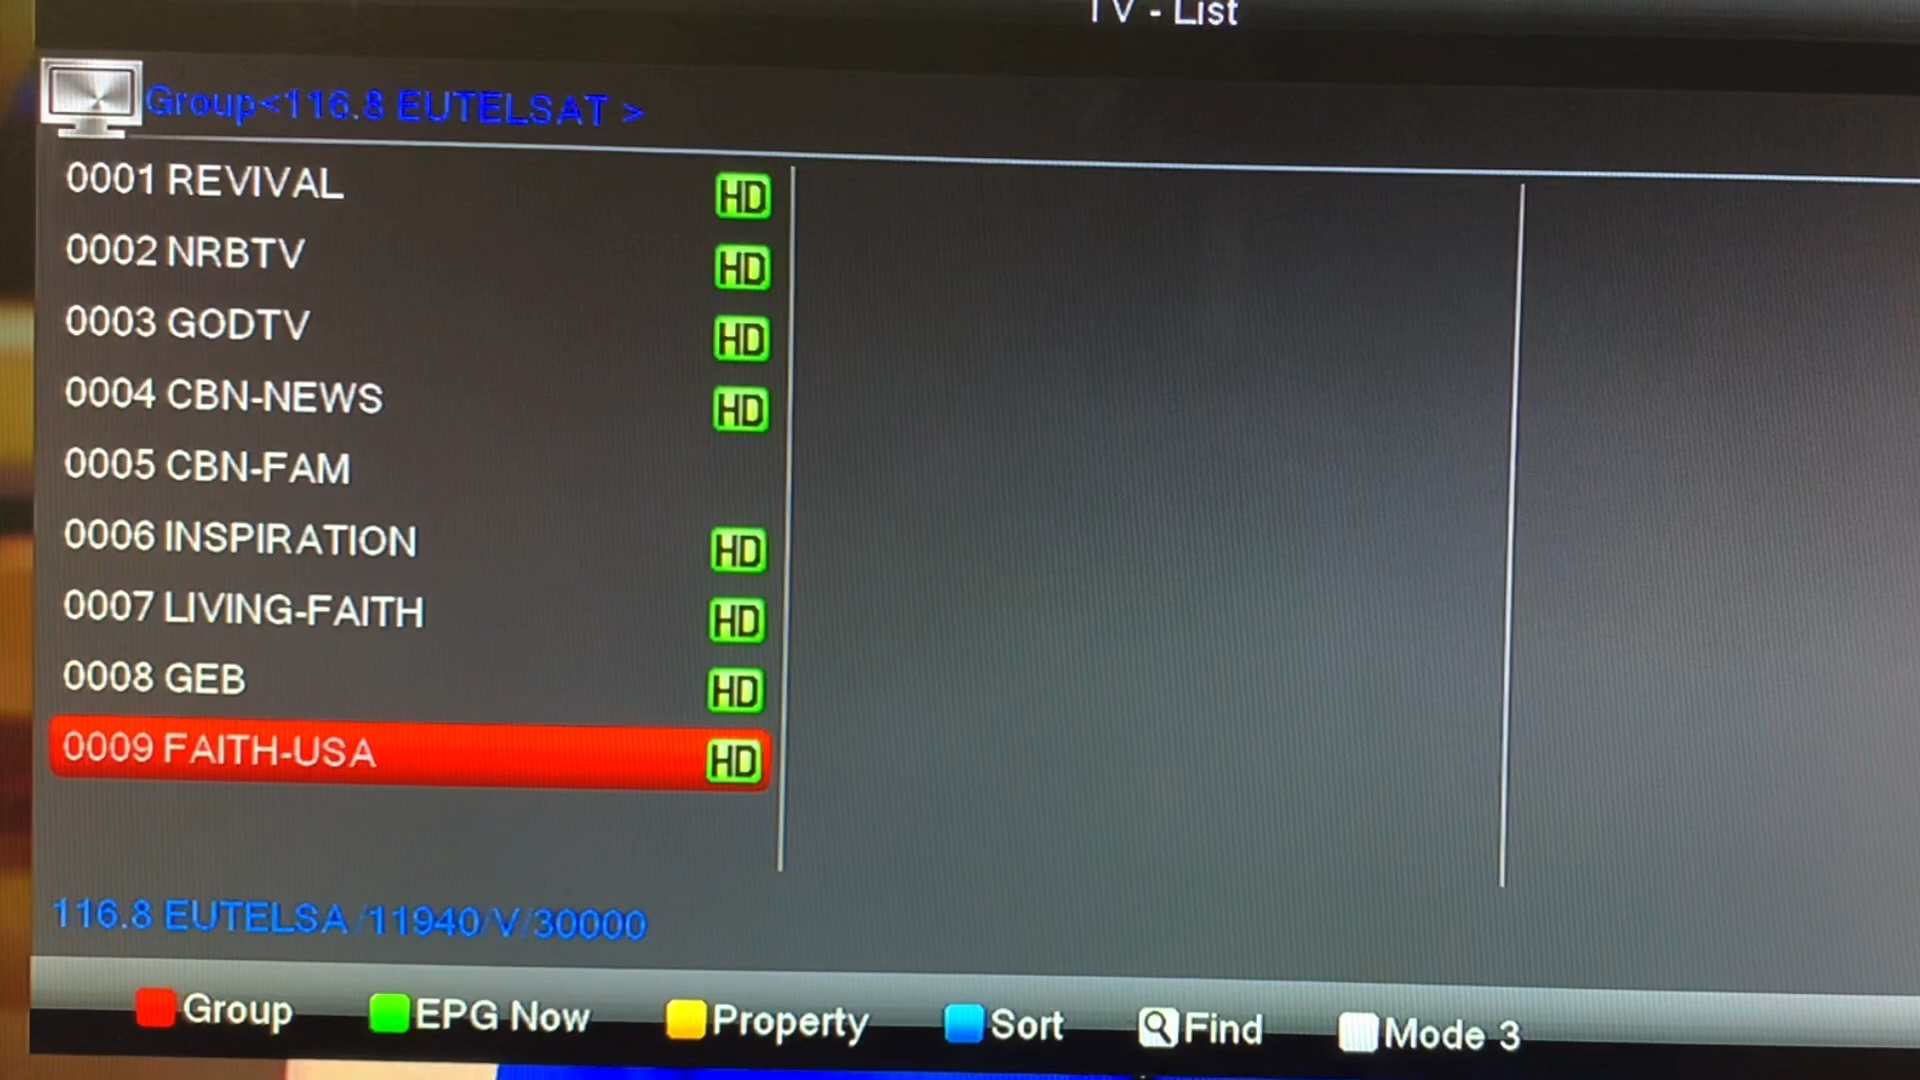 TV - List
Group<116.8 EUTELSAT >
0001 REVIVAL HD
0002 NRBTV HD
0003 GODTV HD
0004 CBN-NEWS HD
0005 CBN-FAM
0006 INSPIRATION HD
0007 LIVING-FAITH HD
0008 GEB HD
0009 FAITH-USA HD
116.8 EUTELSA/11940/V/30000
Group EPG Now Property Sort Find Mode 3